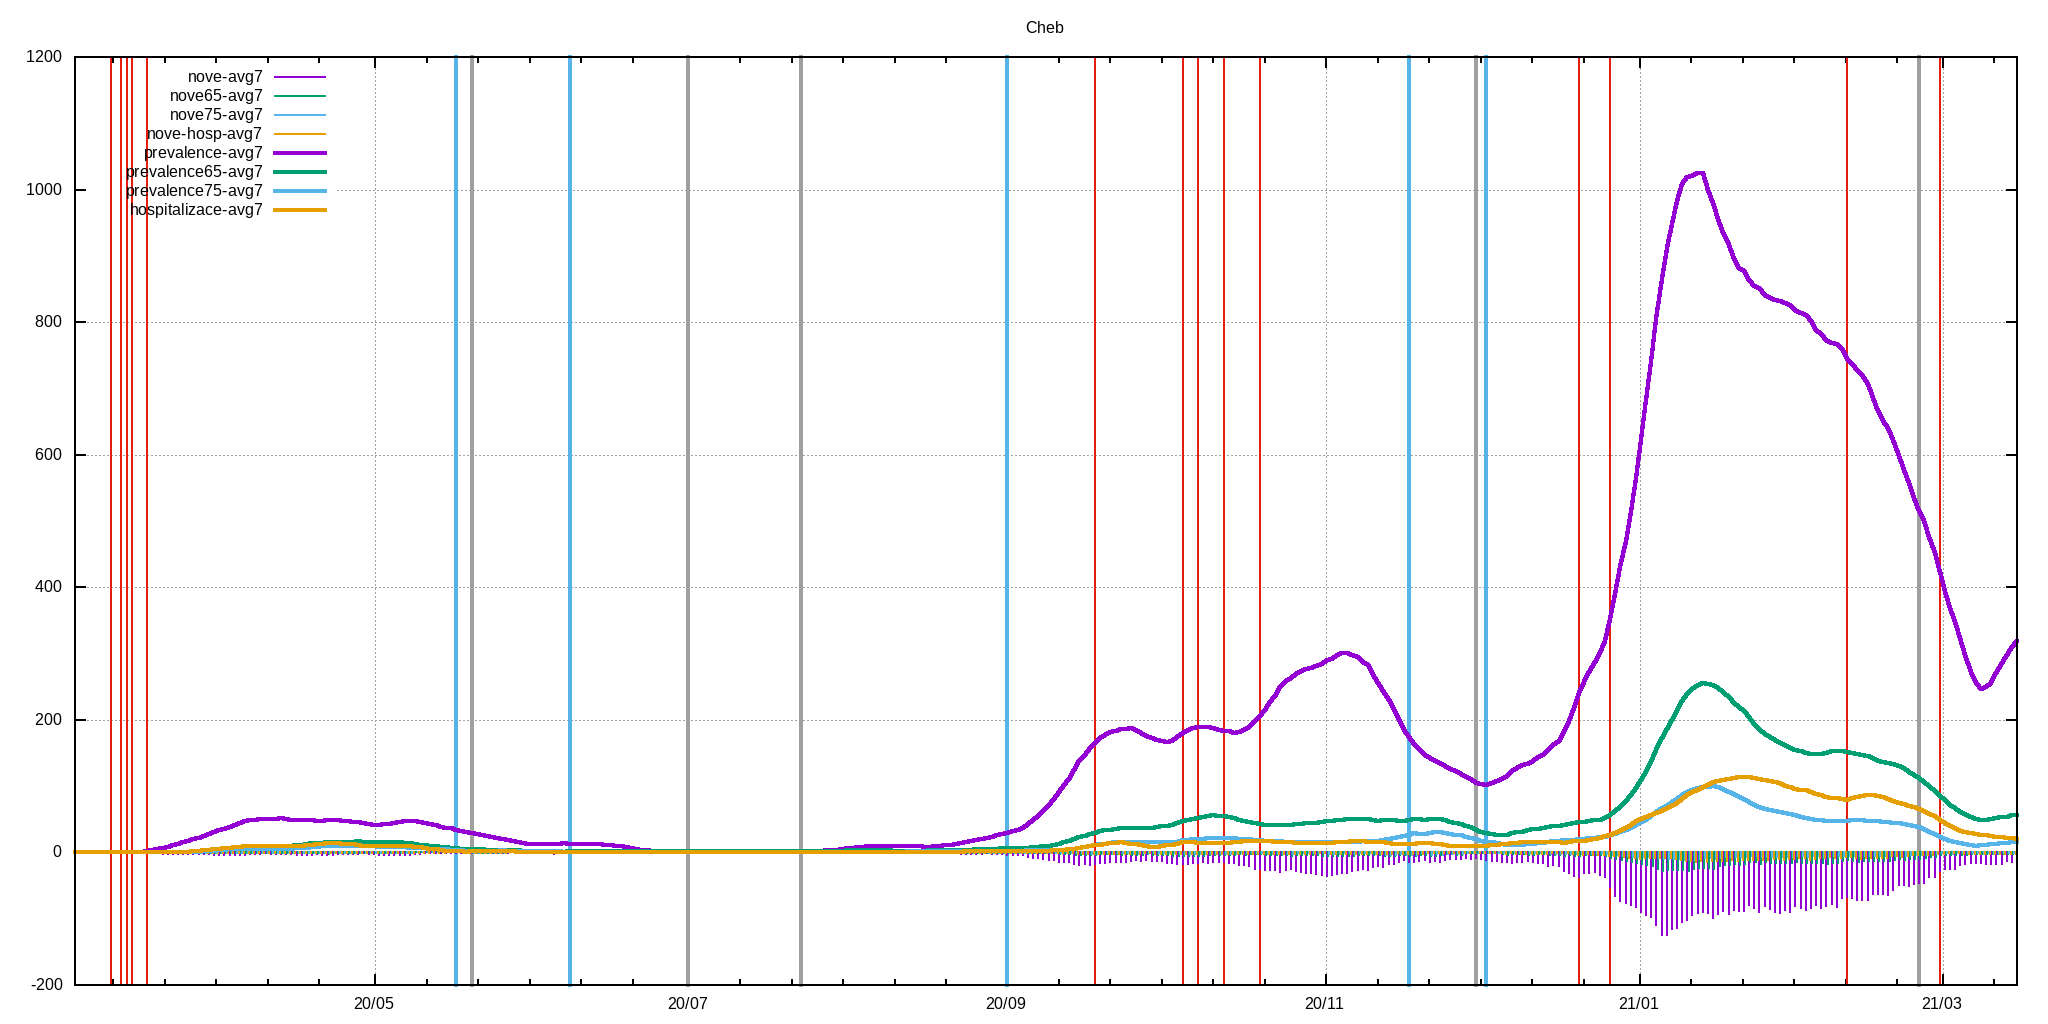 Cheb
1200
1000
800
600
400
200
0
-200
nove-avg7
nove65-avg7
nove75-avg7
nove-hosp-avg7
prevalence-avg7
prevalence65-avg7
prevalence75-avg7
hospitalizace-avg7
20/05 20/07 20/09 20/11 21/01 21/03